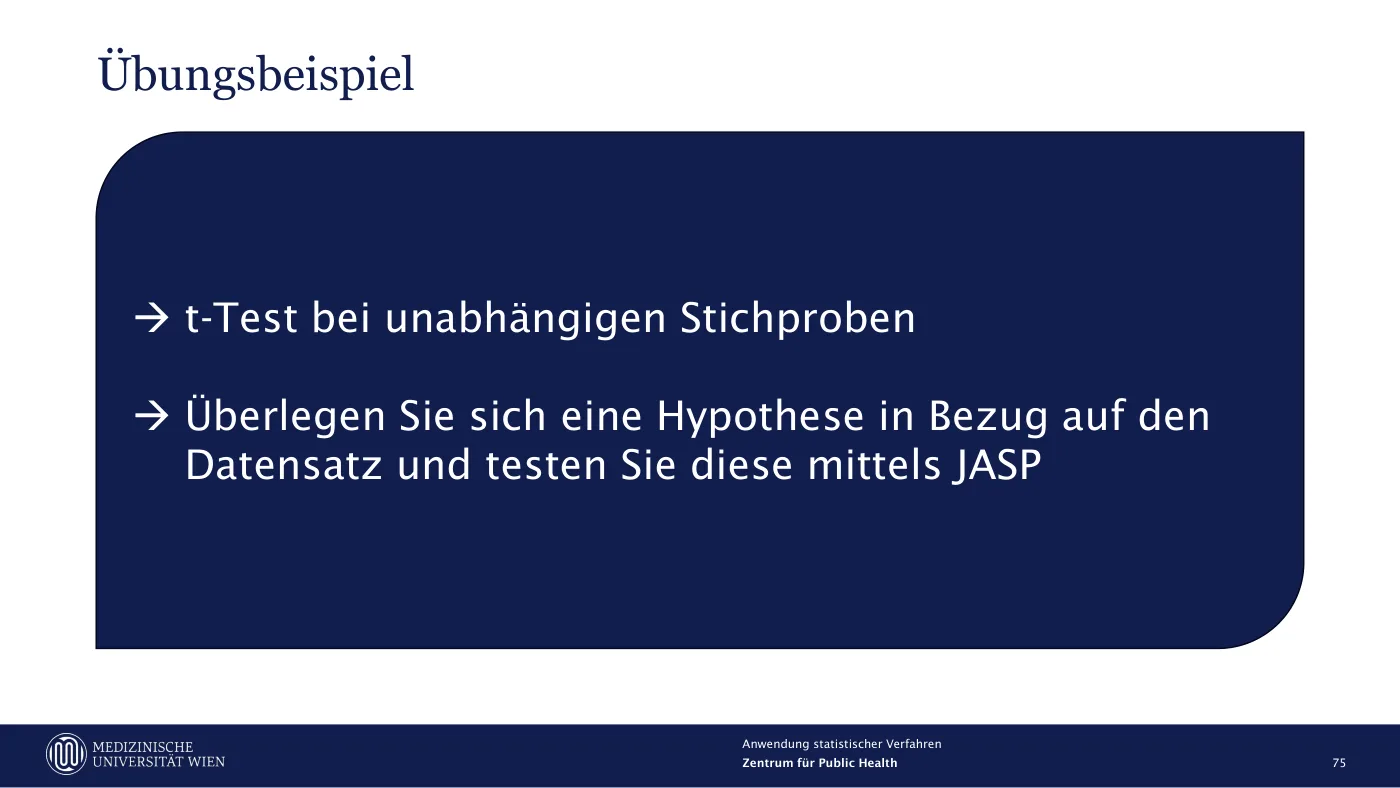 Übungsbeispiel
→ t-Test bei unabhängigen Stichproben
→ Überlegen Sie sich eine Hypothese in Bezug auf den
Datensatz und testen Sie diese mittels JASP
MEDIZINISCHE
UNIVERSITÄT WIEN
Anwendung statistischer Verfahren
Zentrum für Public Health
75